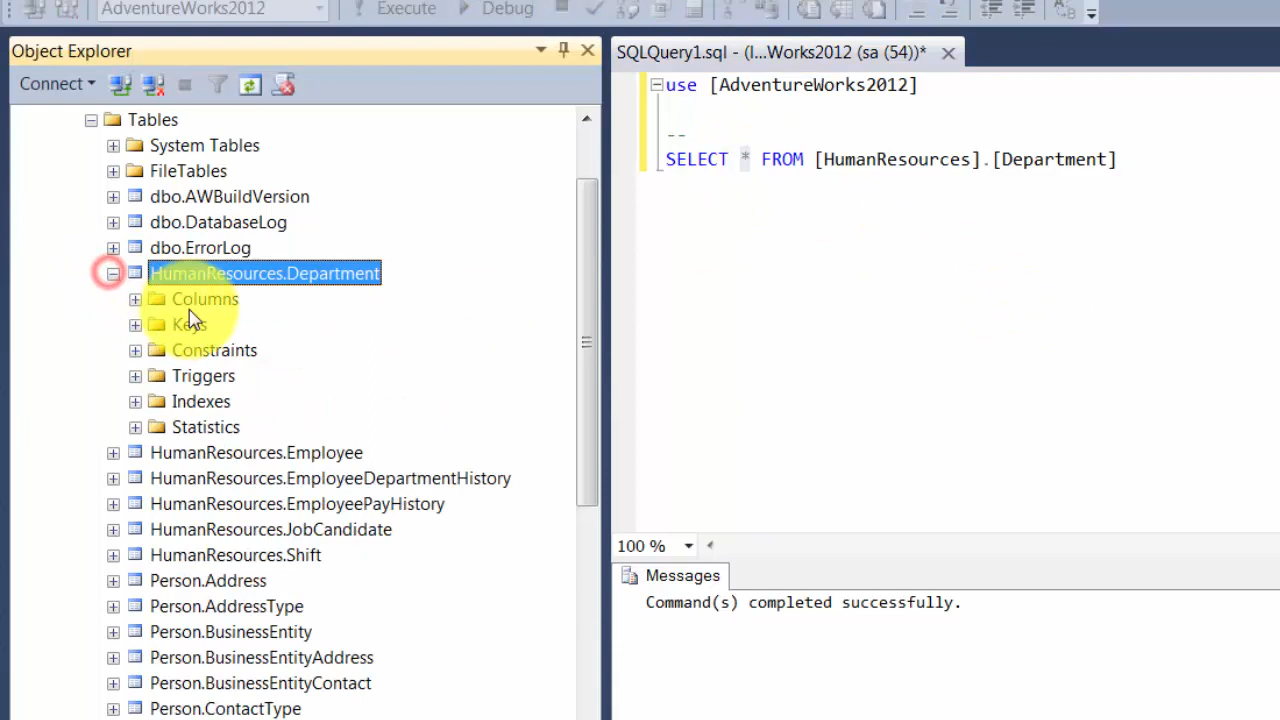 AdventureWorks2012 Execute Debug
Object Explorer
Connect
Tables
System Tables
FileTables
dbo.AWBuildVersion
dbo.DatabaseLog
dbo.ErrorLog
HumanResources.Department
Columns
Keys
Constraints
Triggers
Indexes
Statistics
HumanResources.Employee
HumanResources.EmployeeDepartmentHistory
HumanResources.EmployeePayHistory
HumanResources.JobCandidate
HumanResources.Shift
Person.Address
Person.AddressType
Person.BusinessEntity
Person.BusinessEntityAddress
Person.BusinessEntityContact
Person.ContactType
SQLQuery1.sql - (l...Works2012 (sa (54))*
use [AdventureWorks2012]
--
SELECT * FROM [HumanResources].[Department]
100 %
Messages
Command(s) completed successfully.